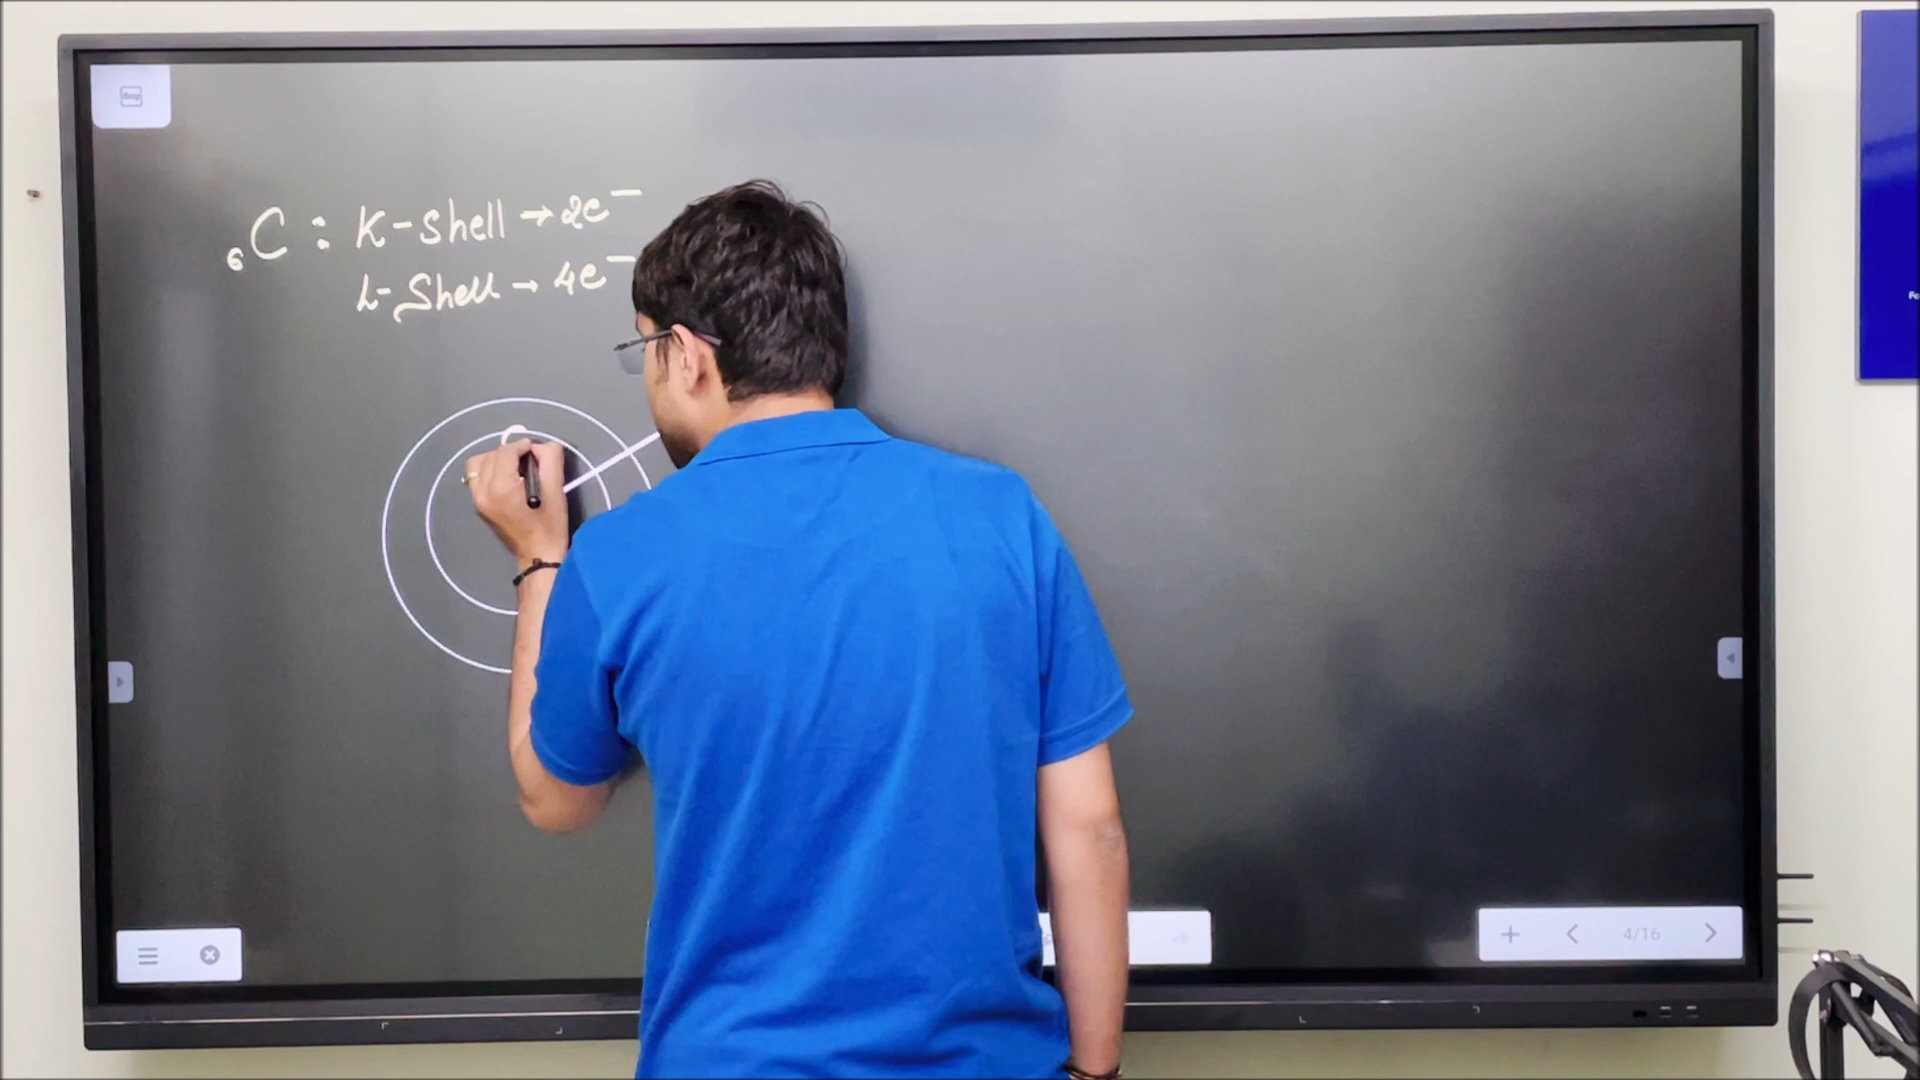 ₆C : K-Shell → 2e⁻
L-Shell → 4e⁻
4/16